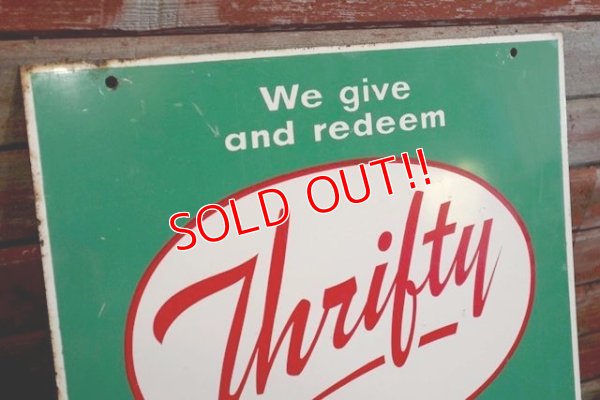 We give
and redeem
SOLD OUT!!
Thrifty